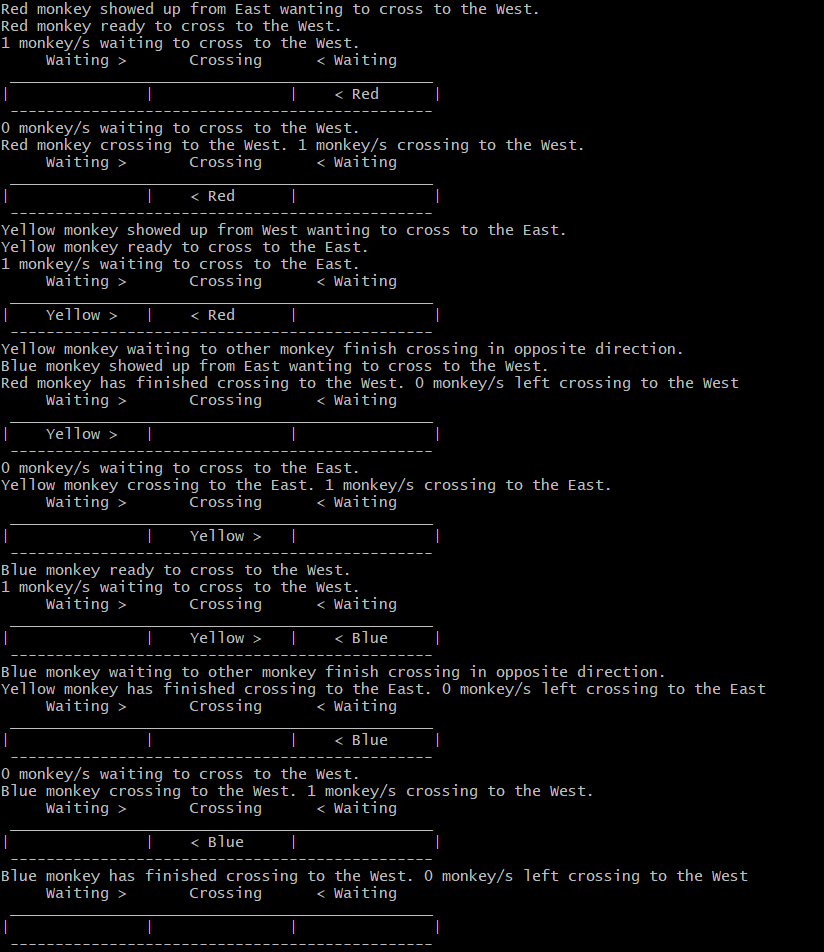 Red monkey showed up from East wanting to cross to the West.
Red monkey ready to cross to the West.
1 monkey/s waiting to cross to the West.
     Waiting >       Crossing      < Waiting
 _______________________________________________
|               |               |    < Red      |
 -----------------------------------------------
0 monkey/s waiting to cross to the West.
Red monkey crossing to the West. 1 monkey/s crossing to the West.
     Waiting >       Crossing      < Waiting
 _______________________________________________
|               |    < Red      |               |
 -----------------------------------------------
Yellow monkey showed up from West wanting to cross to the East.
Yellow monkey ready to cross to the East.
1 monkey/s waiting to cross to the East.
     Waiting >       Crossing      < Waiting
 _______________________________________________
|    Yellow >   |    < Red      |               |
 -----------------------------------------------
Yellow monkey waiting to other monkey finish crossing in opposite direction.
Blue monkey showed up from East wanting to cross to the West.
Red monkey has finished crossing to the West. 0 monkey/s left crossing to the West
     Waiting >       Crossing      < Waiting
 _______________________________________________
|    Yellow >   |               |               |
 -----------------------------------------------
0 monkey/s waiting to cross to the East.
Yellow monkey crossing to the East. 1 monkey/s crossing to the East.
     Waiting >       Crossing      < Waiting
 _______________________________________________
|               |    Yellow >   |               |
 -----------------------------------------------
Blue monkey ready to cross to the West.
1 monkey/s waiting to cross to the West.
     Waiting >       Crossing      < Waiting
 _______________________________________________
|               |    Yellow >   |    < Blue     |
 -----------------------------------------------
Blue monkey waiting to other monkey finish crossing in opposite direction.
Yellow monkey has finished crossing to the East. 0 monkey/s left crossing to the East
     Waiting >       Crossing      < Waiting
 _______________________________________________
|               |               |    < Blue     |
 -----------------------------------------------
0 monkey/s waiting to cross to the West.
Blue monkey crossing to the West. 1 monkey/s crossing to the West.
     Waiting >       Crossing      < Waiting
 _______________________________________________
|               |    < Blue     |               |
 -----------------------------------------------
Blue monkey has finished crossing to the West. 0 monkey/s left crossing to the West
     Waiting >       Crossing      < Waiting
 _______________________________________________
|               |               |               |
 -----------------------------------------------